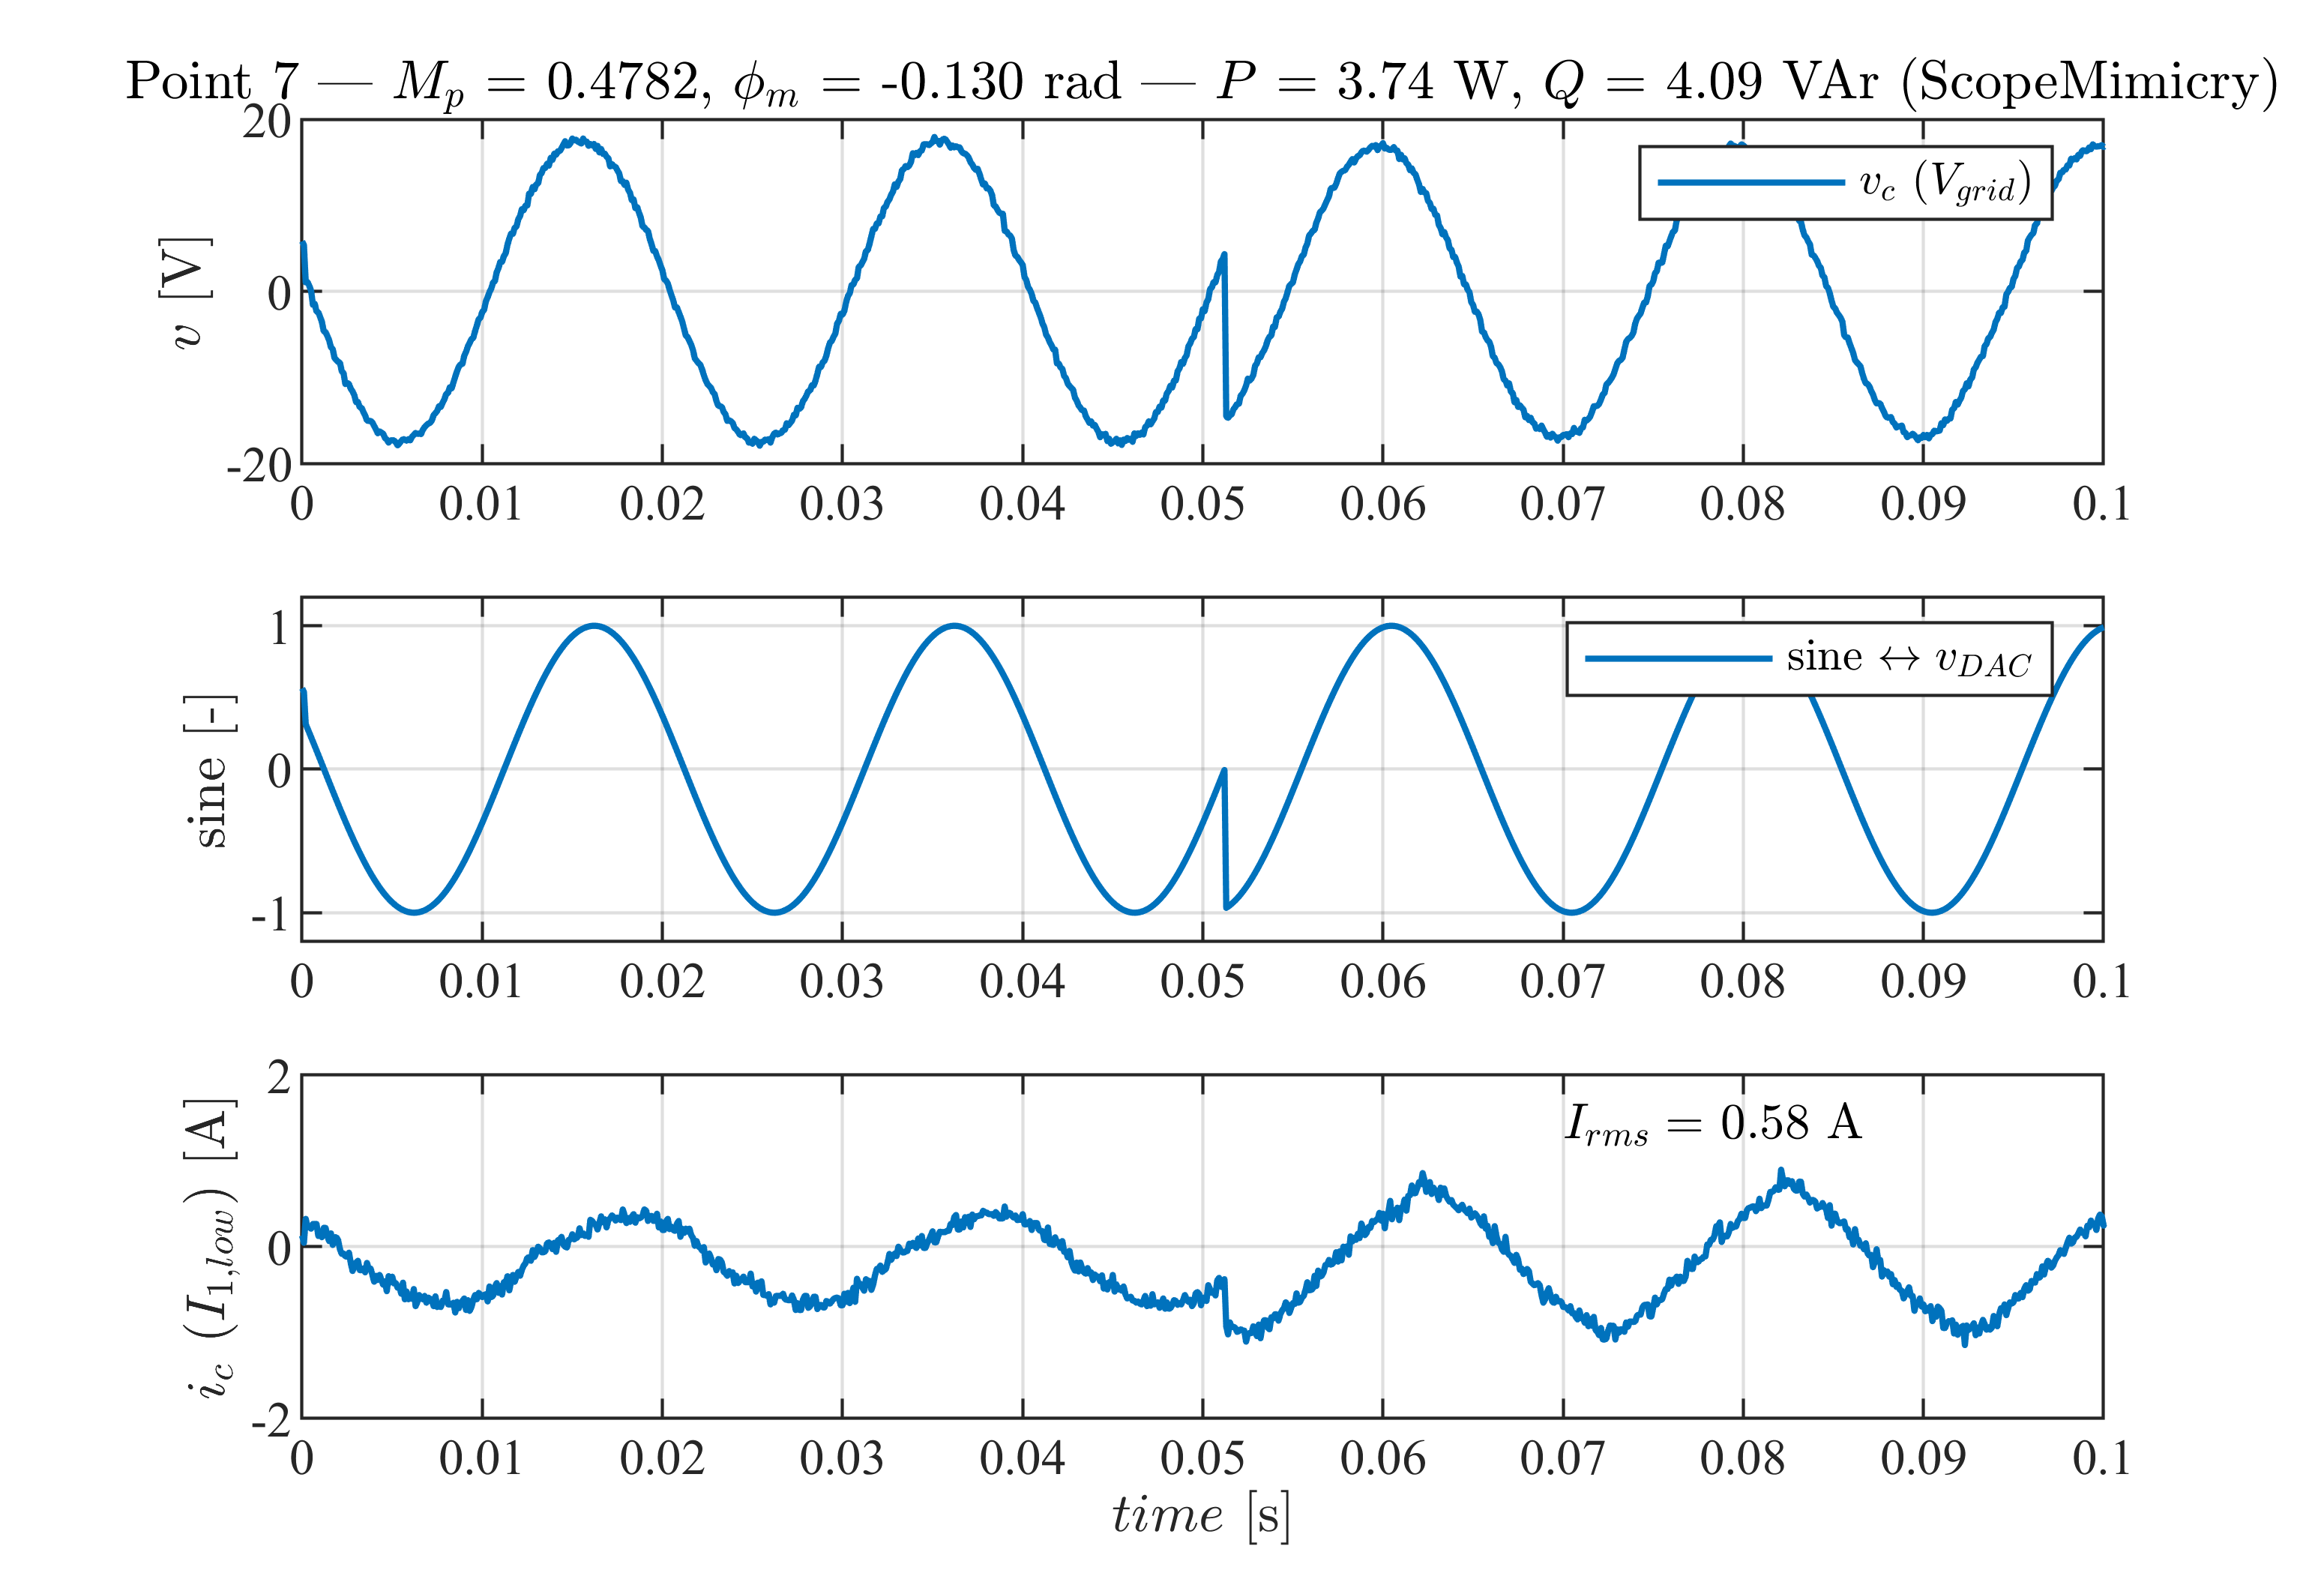 Point 7 — M_p = 0.4782, ϕ_m = -0.130 rad — P = 3.74 W, Q = 4.09 VAr (ScopeMimicry)
20
0
-20
v [V]
v_c (V_grid)
0 0.01 0.02 0.03 0.04 0.05 0.06 0.07 0.08 0.09 0.1
1
0
-1
sine [-]
sine ↔ v_DAC
0 0.01 0.02 0.03 0.04 0.05 0.06 0.07 0.08 0.09 0.1
2
0
-2
i_c (I_1,low) [A]
I_rms = 0.58 A
0 0.01 0.02 0.03 0.04 0.05 0.06 0.07 0.08 0.09 0.1
time [s]